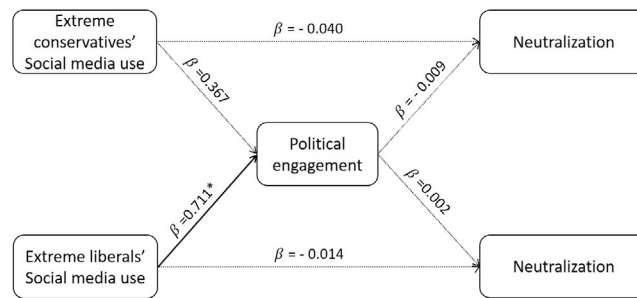 Extreme
conservatives'
Social media use
β = - 0.040
Neutralization
β =0.367
β = - 0.009
Political
engagement
β =0.711*
β =0.002
Extreme liberals'
Social media use
β = - 0.014
Neutralization